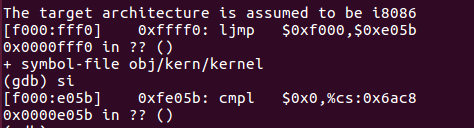 The target architecture is assumed to be i8086
[f000:fff0]    0xffff0: ljmp   $0xf000,$0xe05b
0x0000fff0 in ?? ()
+ symbol-file obj/kern/kernel
(gdb) si
[f000:e05b]    0xfe05b: cmpl   $0x0,%cs:0x6ac8
0x0000e05b in ?? ()